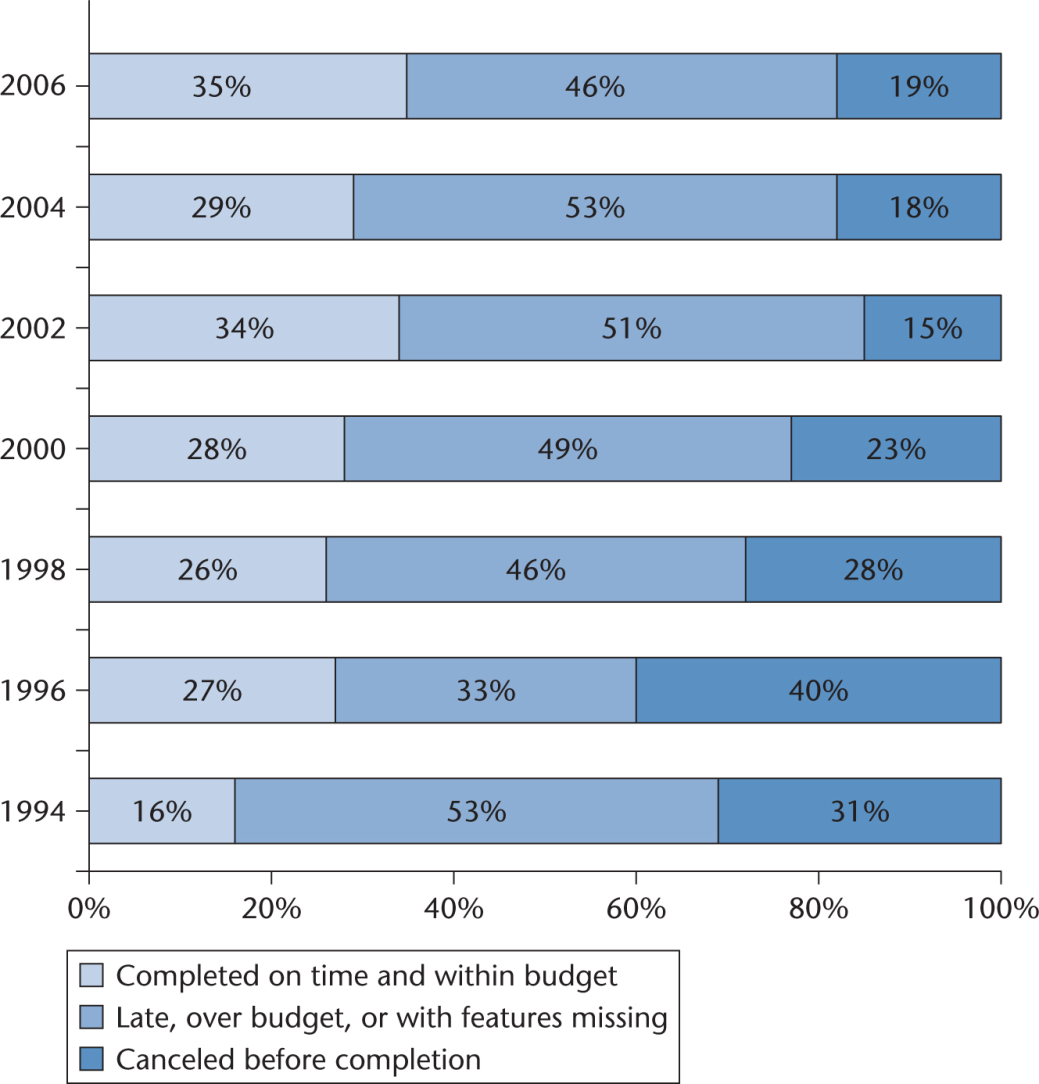 2006 35% 46% 19%
2004 29% 53% 18%
2002 34% 51% 15%
2000 28% 49% 23%
1998 26% 46% 28%
1996 27% 33% 40%
1994 16% 53% 31%
0% 20% 40% 60% 80% 100%
Completed on time and within budget
Late, over budget, or with features missing
Canceled before completion